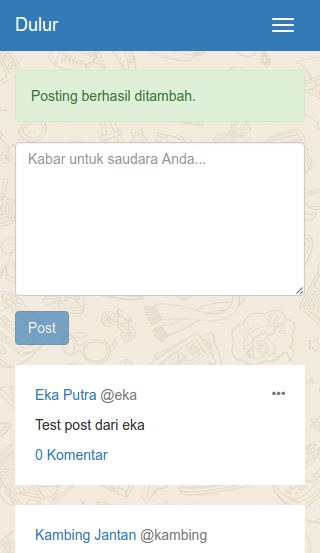 Dulur
Posting berhasil ditambah.
Kabar untuk saudara Anda...
Post
Eka Putra @eka
Test post dari eka
0 Komentar
Kambing Jantan @kambing